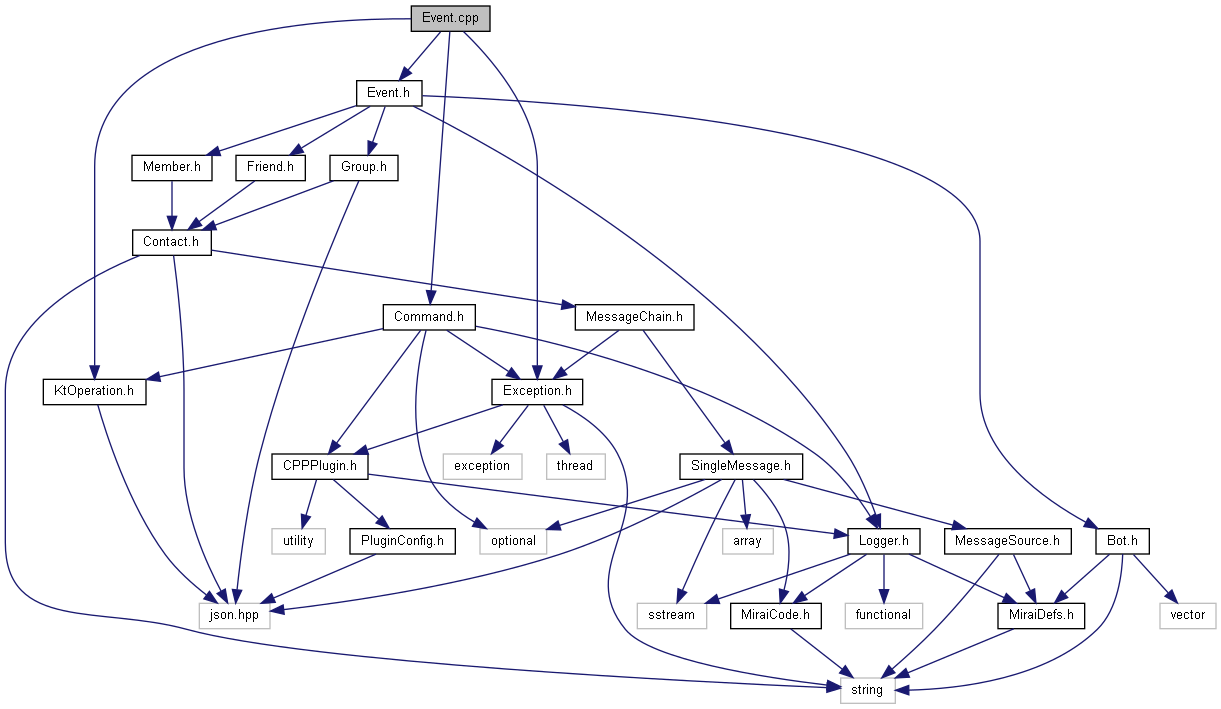 Event.cpp
Event.h
Member.h
Friend.h
Group.h
Contact.h
Command.h
MessageChain.h
KtOperation.h
Exception.h
CPPPlugin.h
exception
thread
SingleMessage.h
utility
PluginConfig.h
optional
array
Logger.h
MessageSource.h
Bot.h
json.hpp
sstream
MiraiCode.h
functional
MiraiDefs.h
vector
string